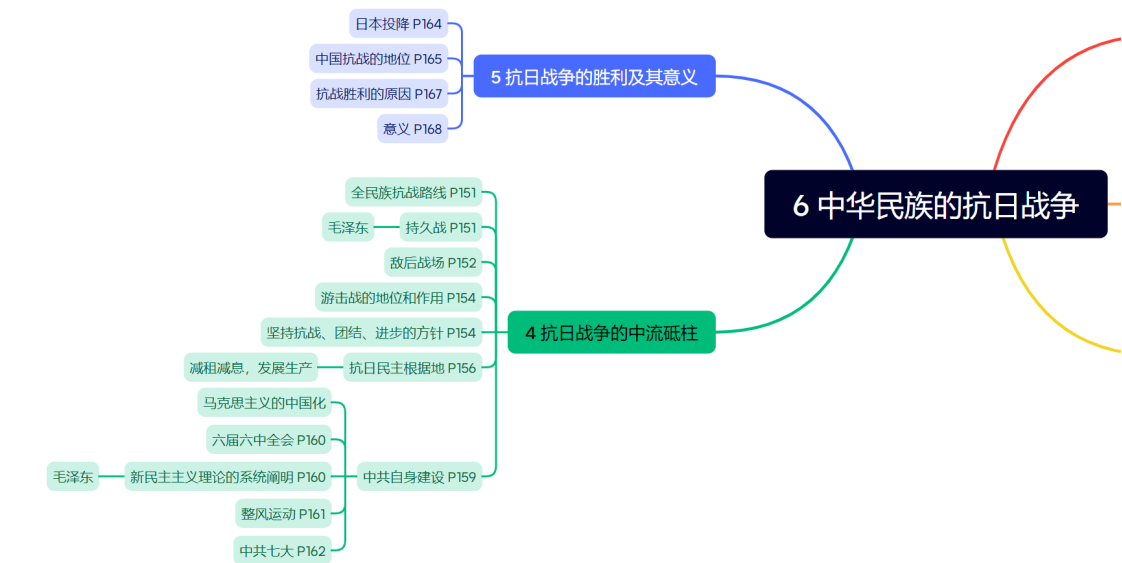 6 中华民族的抗日战争
5 抗日战争的胜利及其意义
日本投降 P164
中国抗战的地位 P165
抗战胜利的原因 P167
意义 P168
4 抗日战争的中流砥柱
全民族抗战路线 P151
持久战 P151
毛泽东
敌后战场 P152
游击战的地位和作用 P154
坚持抗战、团结、进步的方针 P154
抗日民主根据地 P156
减租减息，发展生产
中共自身建设 P159
马克思主义的中国化
六届六中全会 P160
新民主主义理论的系统阐明 P160
毛泽东
整风运动 P161
中共七大 P162